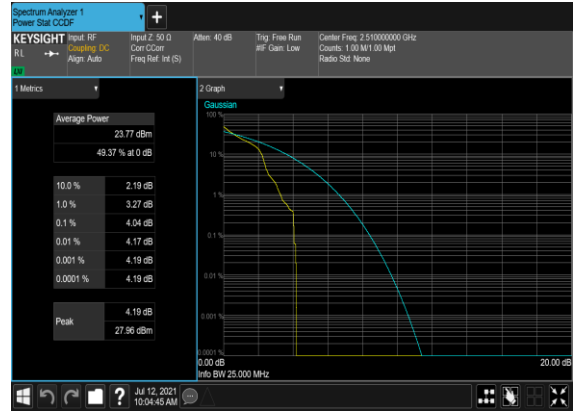 Spectrum Analyzer 1
Power Stat CCDF
KEYSIGHT
RL
LXI
Input: RF
Coupling: DC
Align: Auto
Input Z: 50 Ω
Corr CCorr
Freq Ref: Int (S)
Atten: 40 dB
Trig: Free Run
#IF Gain: Low
Center Freq: 2.510000000 GHz
Counts: 1.00 M/1.00 Mpt
Radio Std: None
1 Metrics
Average Power
23.77 dBm
49.37 % at 0 dB
10.0 % 2.19 dB
1.0 % 3.27 dB
0.1 % 4.04 dB
0.01 % 4.17 dB
0.001 % 4.19 dB
0.0001 % 4.19 dB
Peak
4.19 dB
27.96 dBm
2 Graph
Gaussian
100 %
10 %
1 %
0.1 %
0.01 %
0.001 %
0.0001 %
0.00 dB
20.00 dB
Info BW 25.000 MHz
?
Jul 12, 2021
10:04:45 AM